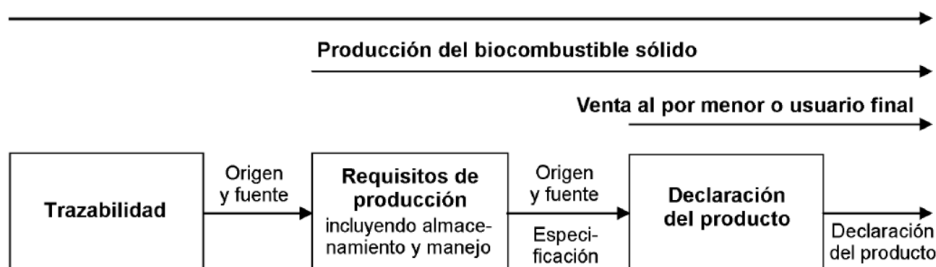 Producción del biocombustible sólido
Venta al por menor o usuario final
Trazabilidad
Origen
y fuente
Requisitos de
producción
incluyendo almace-
namiento y manejo
Origen
y fuente
Especi-
ficación
Declaración
del producto
Declaración
del producto